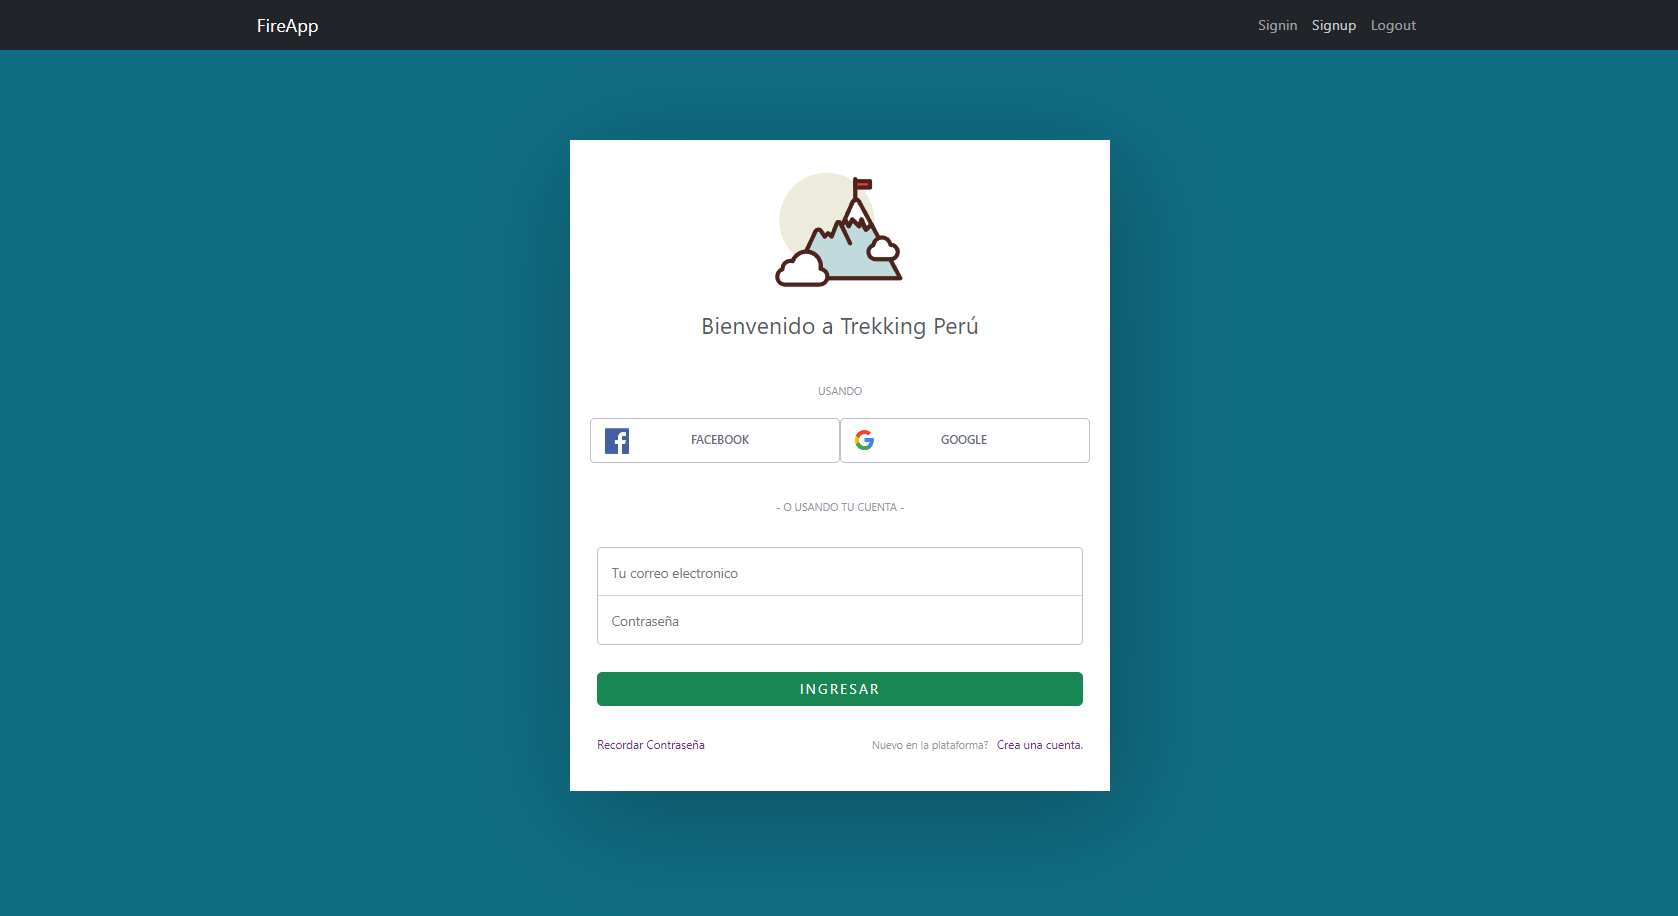 FireApp
Signin Signup Logout
Bienvenido a Trekking Perú
USANDO
FACEBOOK
GOOGLE
- O USANDO TU CUENTA -
Tu correo electronico
Contraseña
INGRESAR
Recordar Contraseña
Nuevo en la plataforma? Crea una cuenta.